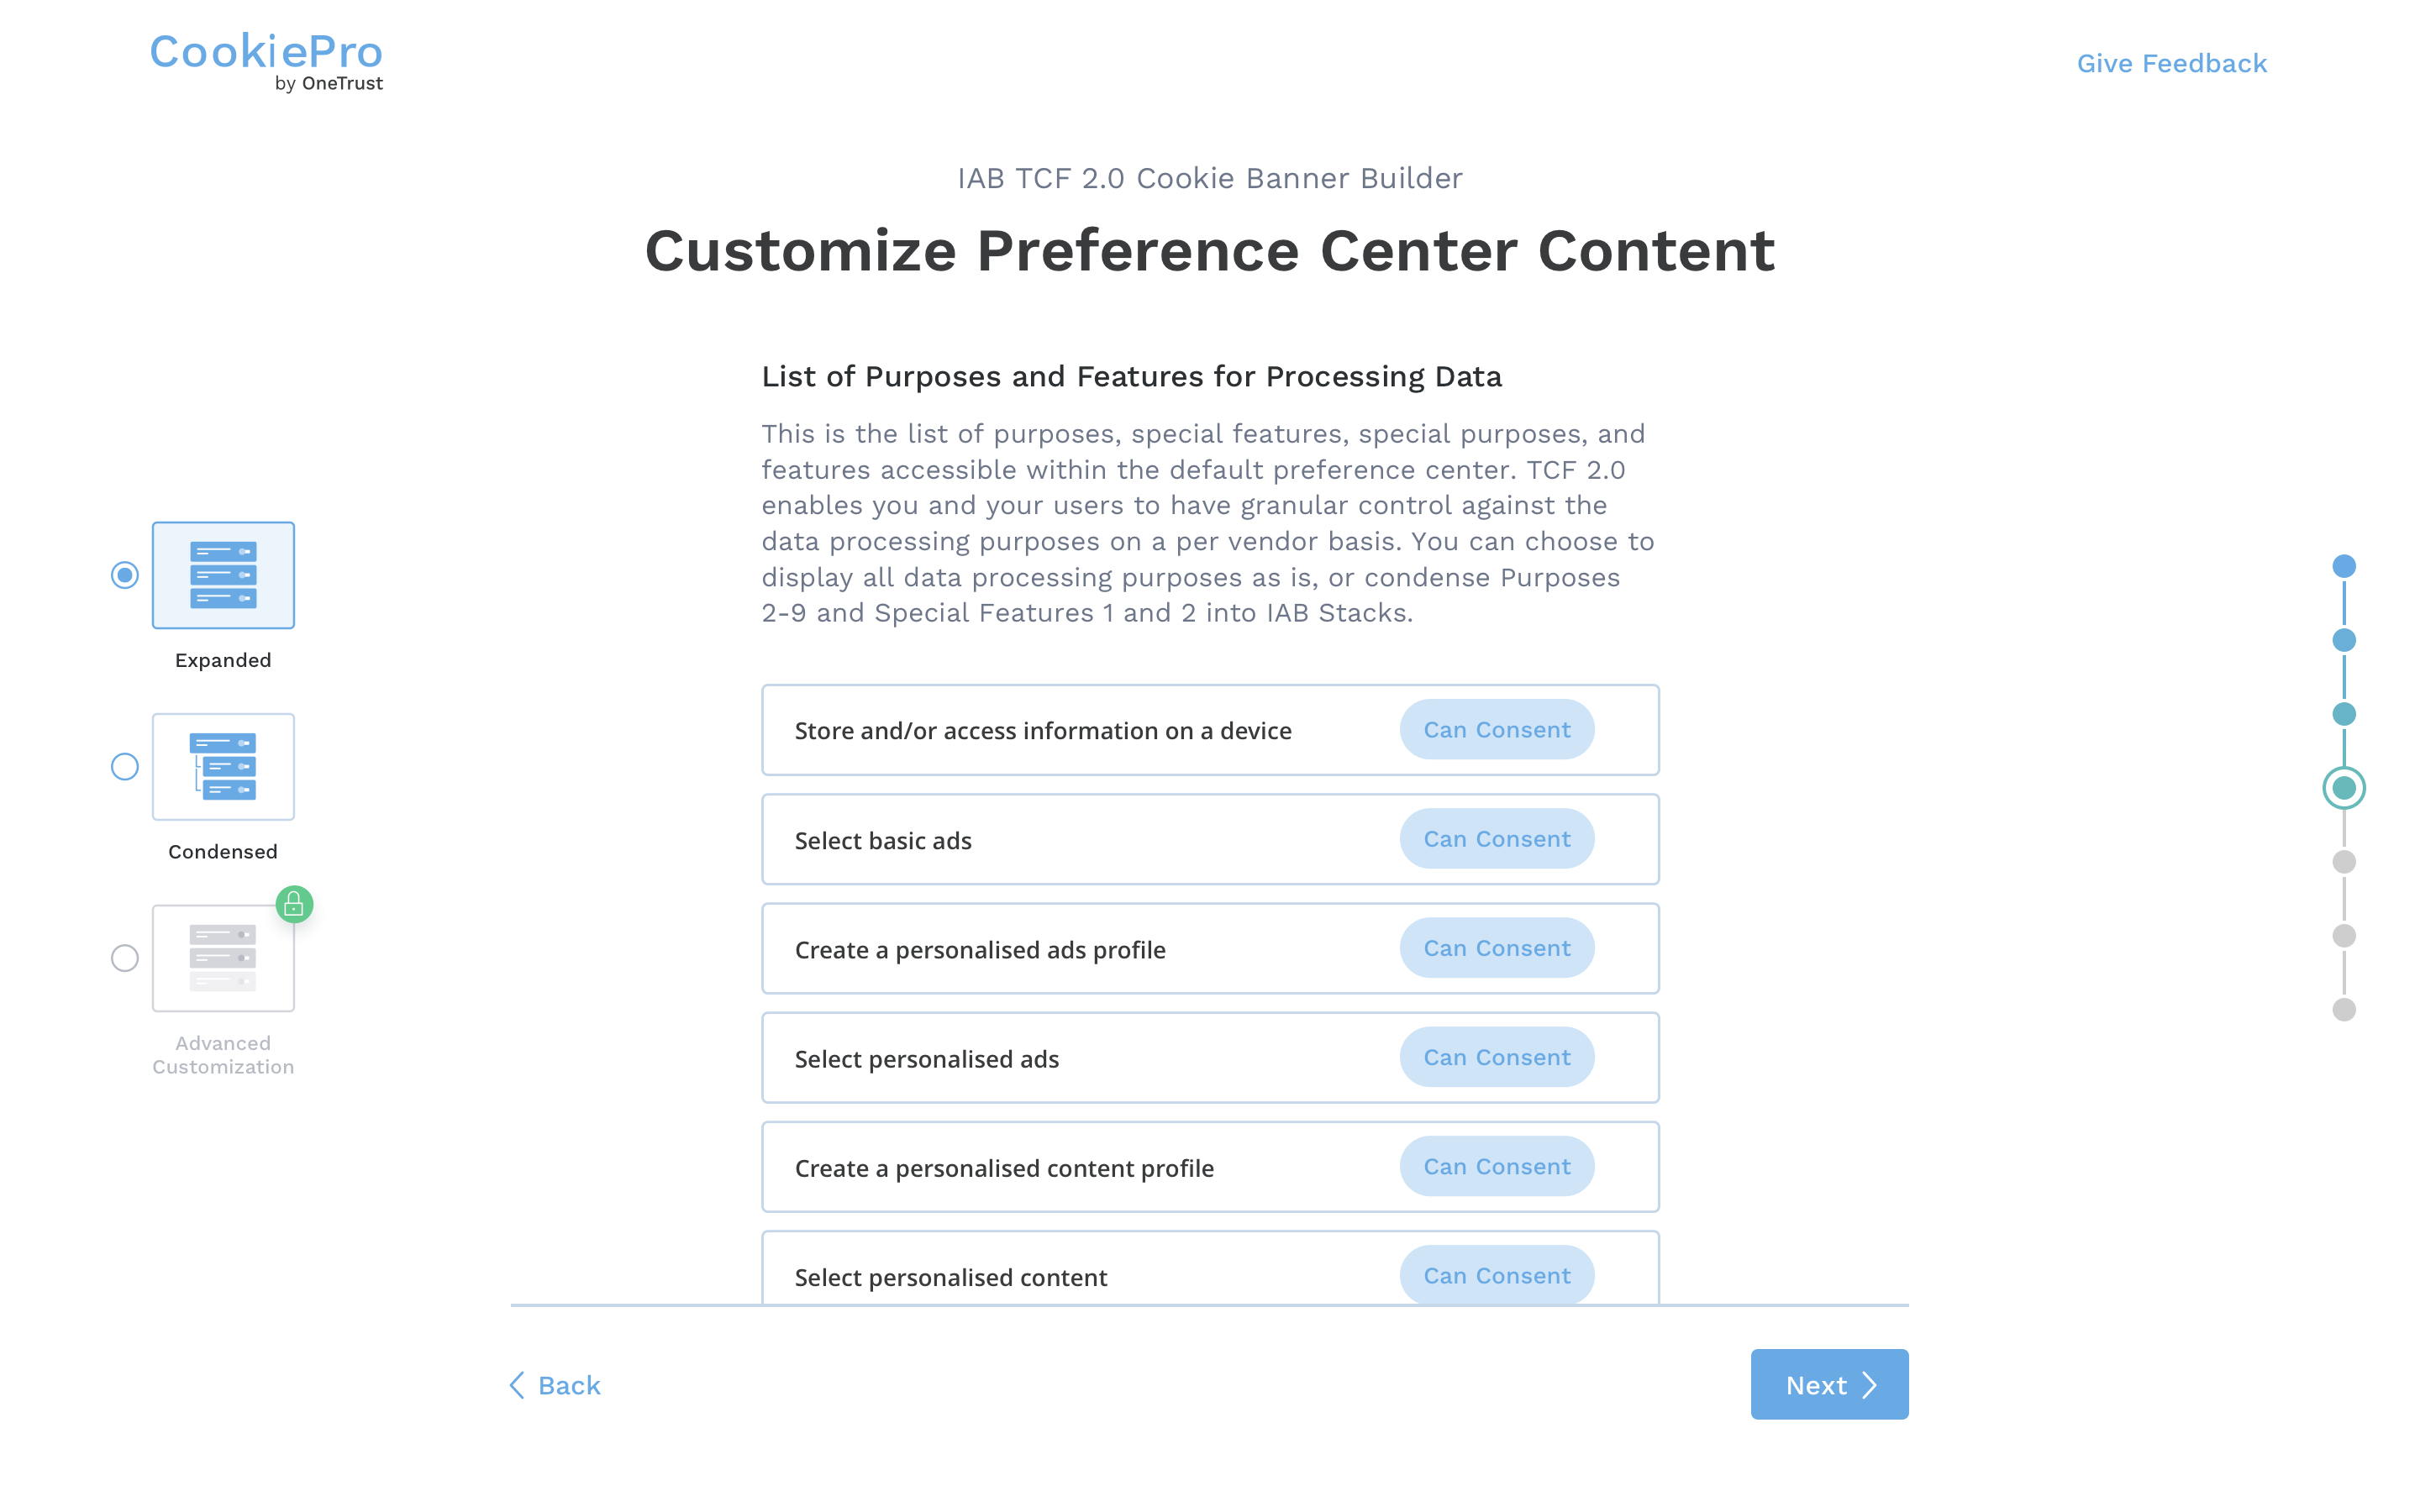 CookiePro
by OneTrust
Give Feedback
IAB TCF 2.0 Cookie Banner Builder
Customize Preference Center Content
List of Purposes and Features for Processing Data
This is the list of purposes, special features, special purposes, and
features accessible within the default preference center. TCF 2.0
enables you and your users to have granular control against the
data processing purposes on a per vendor basis. You can choose to
display all data processing purposes as is, or condense Purposes
2-9 and Special Features 1 and 2 into IAB Stacks.
Expanded
Condensed
Advanced
Customization
Store and/or access information on a device Can Consent
Select basic ads Can Consent
Create a personalised ads profile Can Consent
Select personalised ads Can Consent
Create a personalised content profile Can Consent
Select personalised content Can Consent
Back
Next